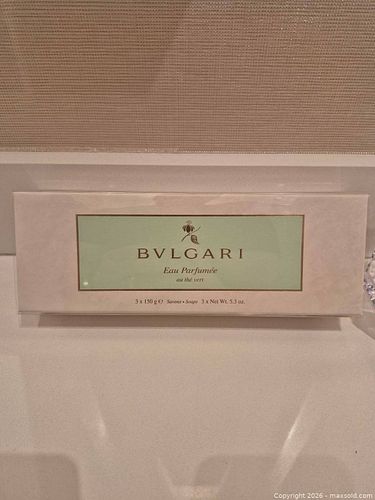 BVLGARI
Eau Parfumée
au thé vert
3 x 150 g ℮ Savons • Soaps 3 x Net Wt. 5.3 oz.
Copyright 2026 - maxsold.com